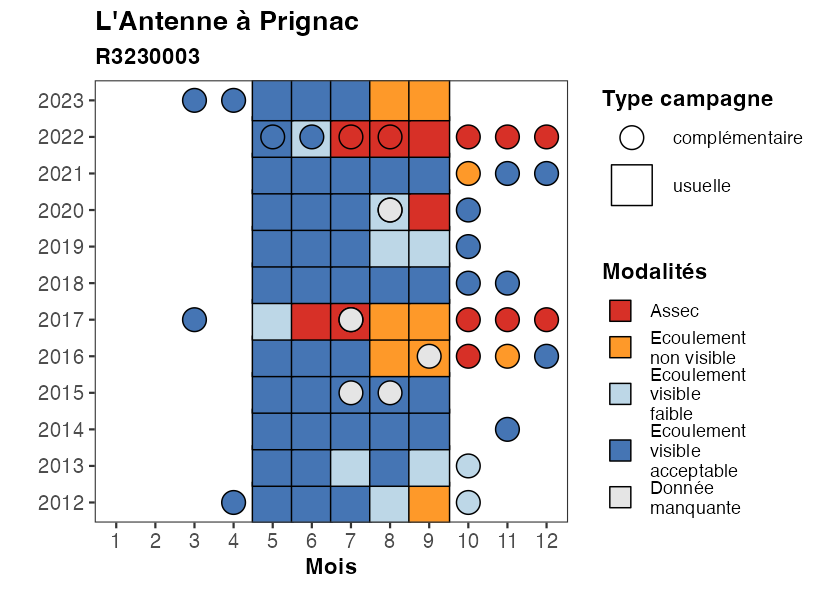 L'Antenne à Prignac
R3230003
2023
2022
2021
2020
2019
2018
2017
2016
2015
2014
2013
2012
1 2 3 4 5 6 7 8 9 10 11 12
Mois
Type campagne
complémentaire
usuelle
Modalités
Assec
Ecoulement
non visible
Ecoulement
visible
faible
Ecoulement
visible
acceptable
Donnée
manquante